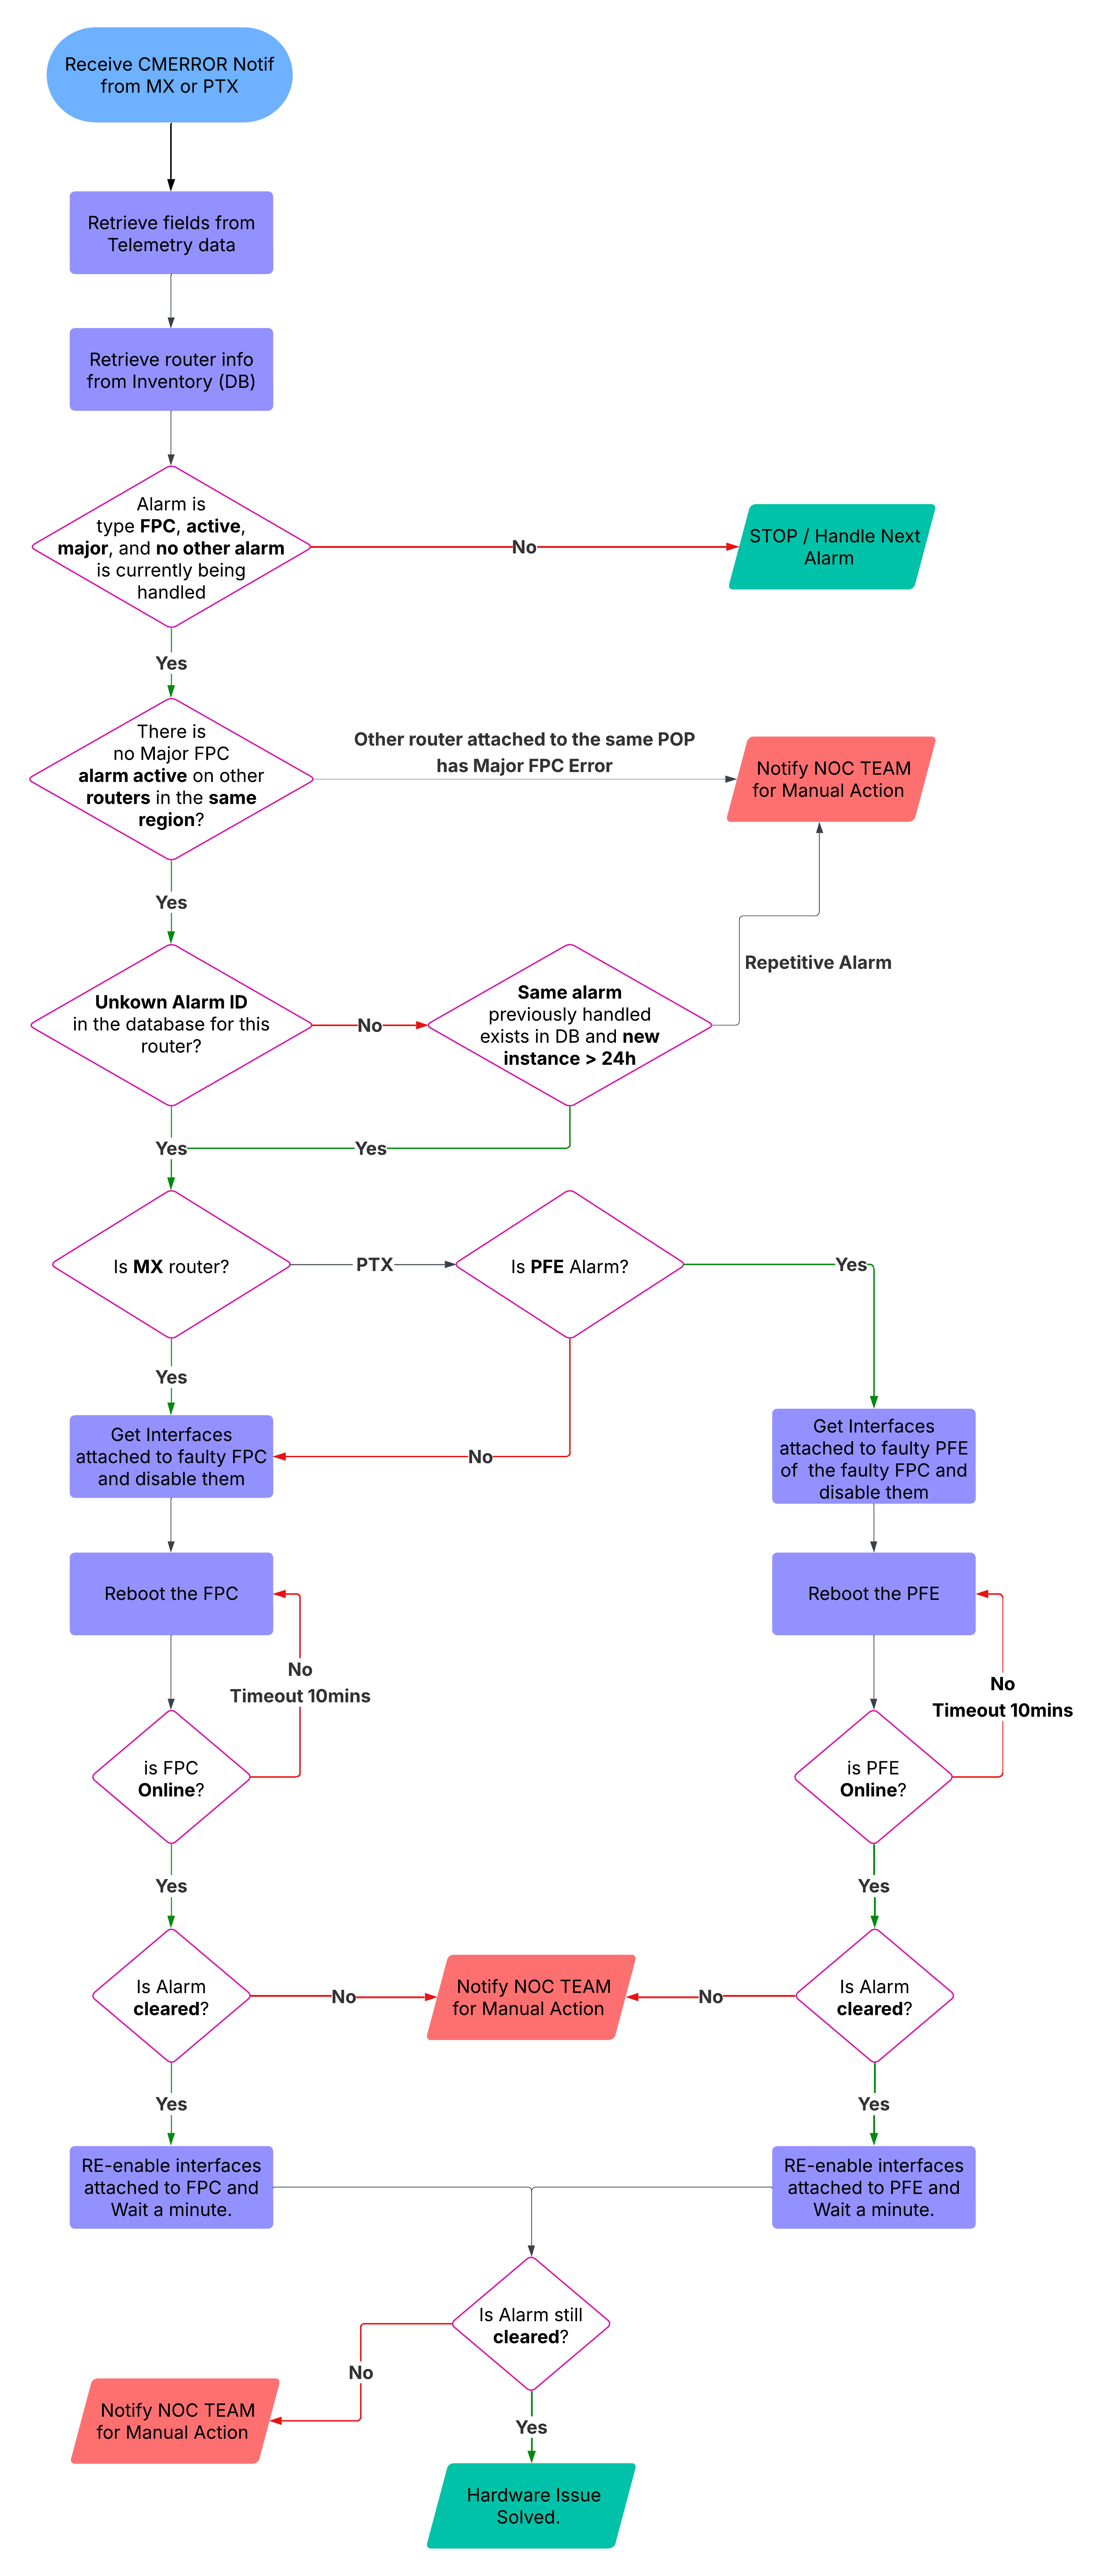 Receive CMERROR Notif
from MX or PTX
Retrieve fields from
Telemetry data
Retrieve router info
from Inventory (DB)
Alarm is
type FPC, active,
major, and no other alarm
is currently being
handled
No
STOP / Handle Next
Alarm
Yes
There is
no Major FPC
alarm active on other
routers in the same
region?
Other router attached to the same POP
has Major FPC Error
Notify NOC TEAM
for Manual Action
Yes
Unkown Alarm ID
in the database for this
router?
No
Same alarm
previously handled
exists in DB and new
instance > 24h
Repetitive Alarm
Yes
Yes
Is MX router?
PTX
Is PFE Alarm?
Yes
Yes
Get Interfaces
attached to faulty FPC
and disable them
No
Get Interfaces
attached to faulty PFE
of the faulty FPC and
disable them
Reboot the FPC
Reboot the PFE
No
Timeout 10mins
No
Timeout 10mins
is FPC
Online?
is PFE
Online?
Yes
Yes
Is Alarm
cleared?
No
Notify NOC TEAM
for Manual Action
No
Is Alarm
cleared?
Yes
Yes
RE-enable interfaces
attached to FPC and
Wait a minute.
RE-enable interfaces
attached to PFE and
Wait a minute.
Is Alarm still
cleared?
No
Notify NOC TEAM
for Manual Action
Yes
Hardware Issue
Solved.